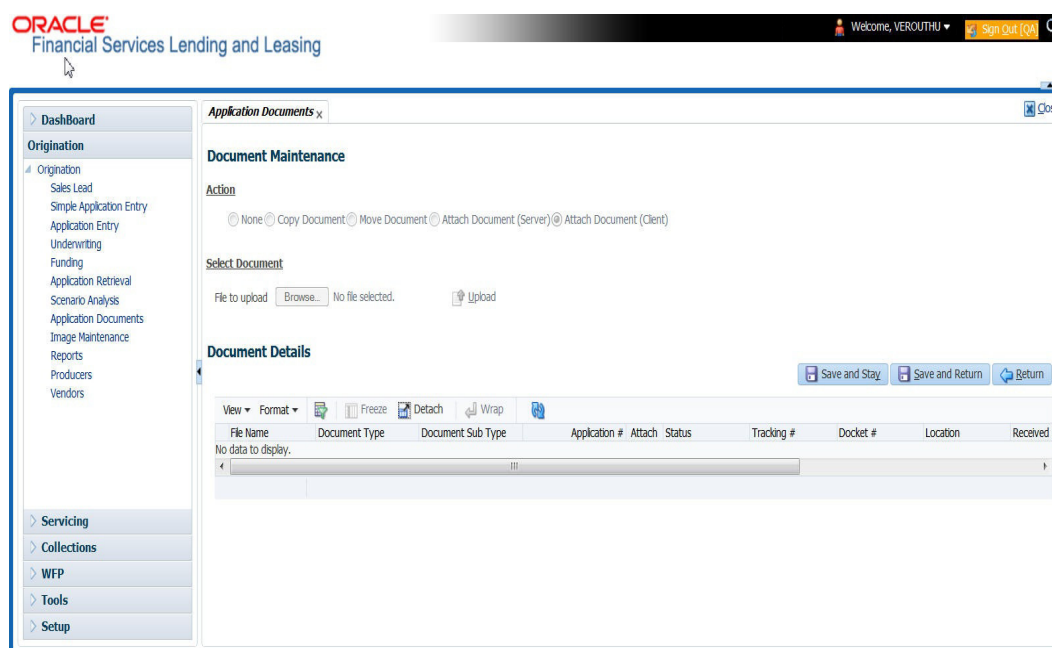 ORACLE
Financial Services Lending and Leasing
Welcome, VEROUTHU
Sign Out [QA]
DashBoard
Origination
Origination
Sales Lead
Simple Application Entry
Application Entry
Underwriting
Funding
Application Retrieval
Scenario Analysis
Application Documents
Image Maintenance
Reports
Producers
Vendors
Servicing
Collections
WFP
Tools
Setup
Application Documents x
Clos
Document Maintenance
Action
None Copy Document Move Document Attach Document (Server) Attach Document (Client)
Select Document
File to upload Browse... No file selected. Upload
Document Details
Save and Stay Save and Return Return
View Format Freeze Detach Wrap
File Name Document Type Document Sub Type Application # Attach Status Tracking # Docket # Location Received
No data to display.